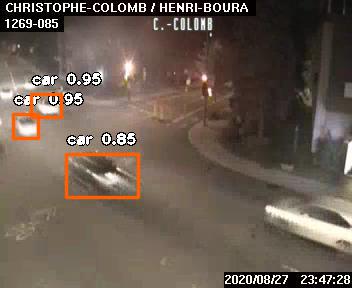 CHRISTOPHE-COLOMB / HENRI-BOURA
1269-085
C.-COLOMB
car 0.95
car 0.95
car 0.85
2020/08/27 23:47:28